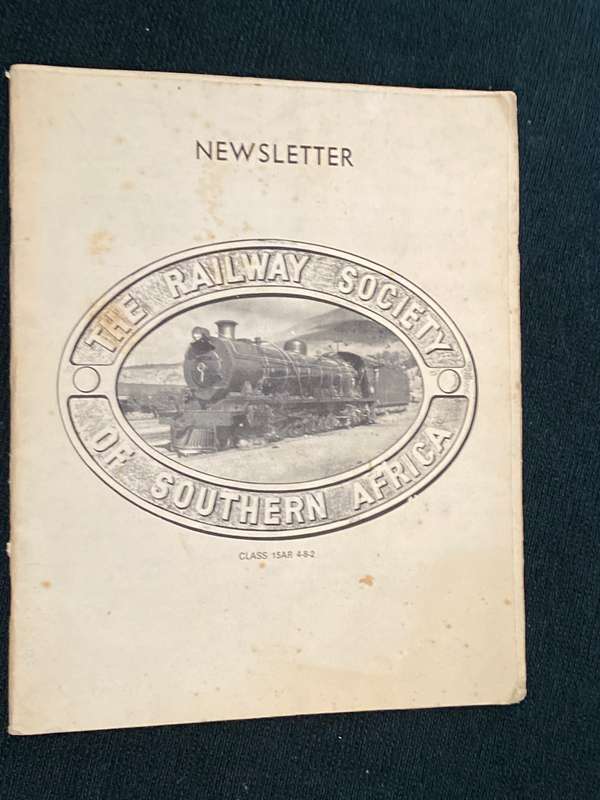 NEWSLETTER
THE RAILWAY SOCIETY
OF SOUTHERN AFRICA
CLASS 15AR 4-8-2